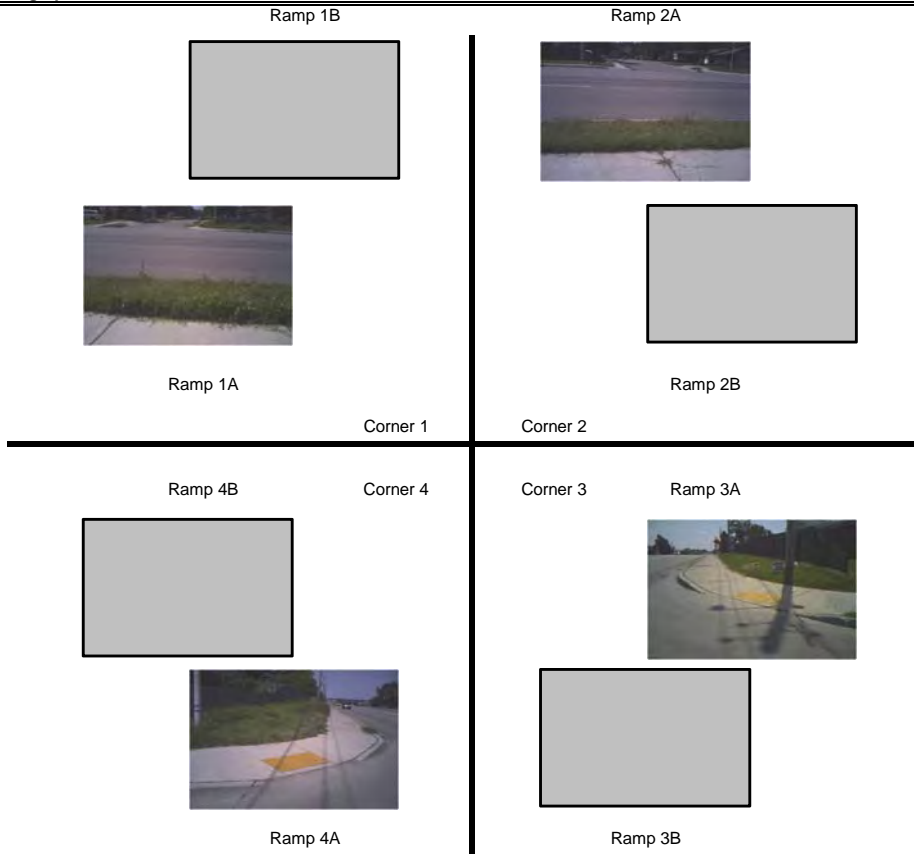 Ramp 1B
Ramp 2A
Ramp 1A
Ramp 2B
Corner 1
Corner 2
Ramp 4B
Corner 4
Corner 3
Ramp 3A
Ramp 4A
Ramp 3B